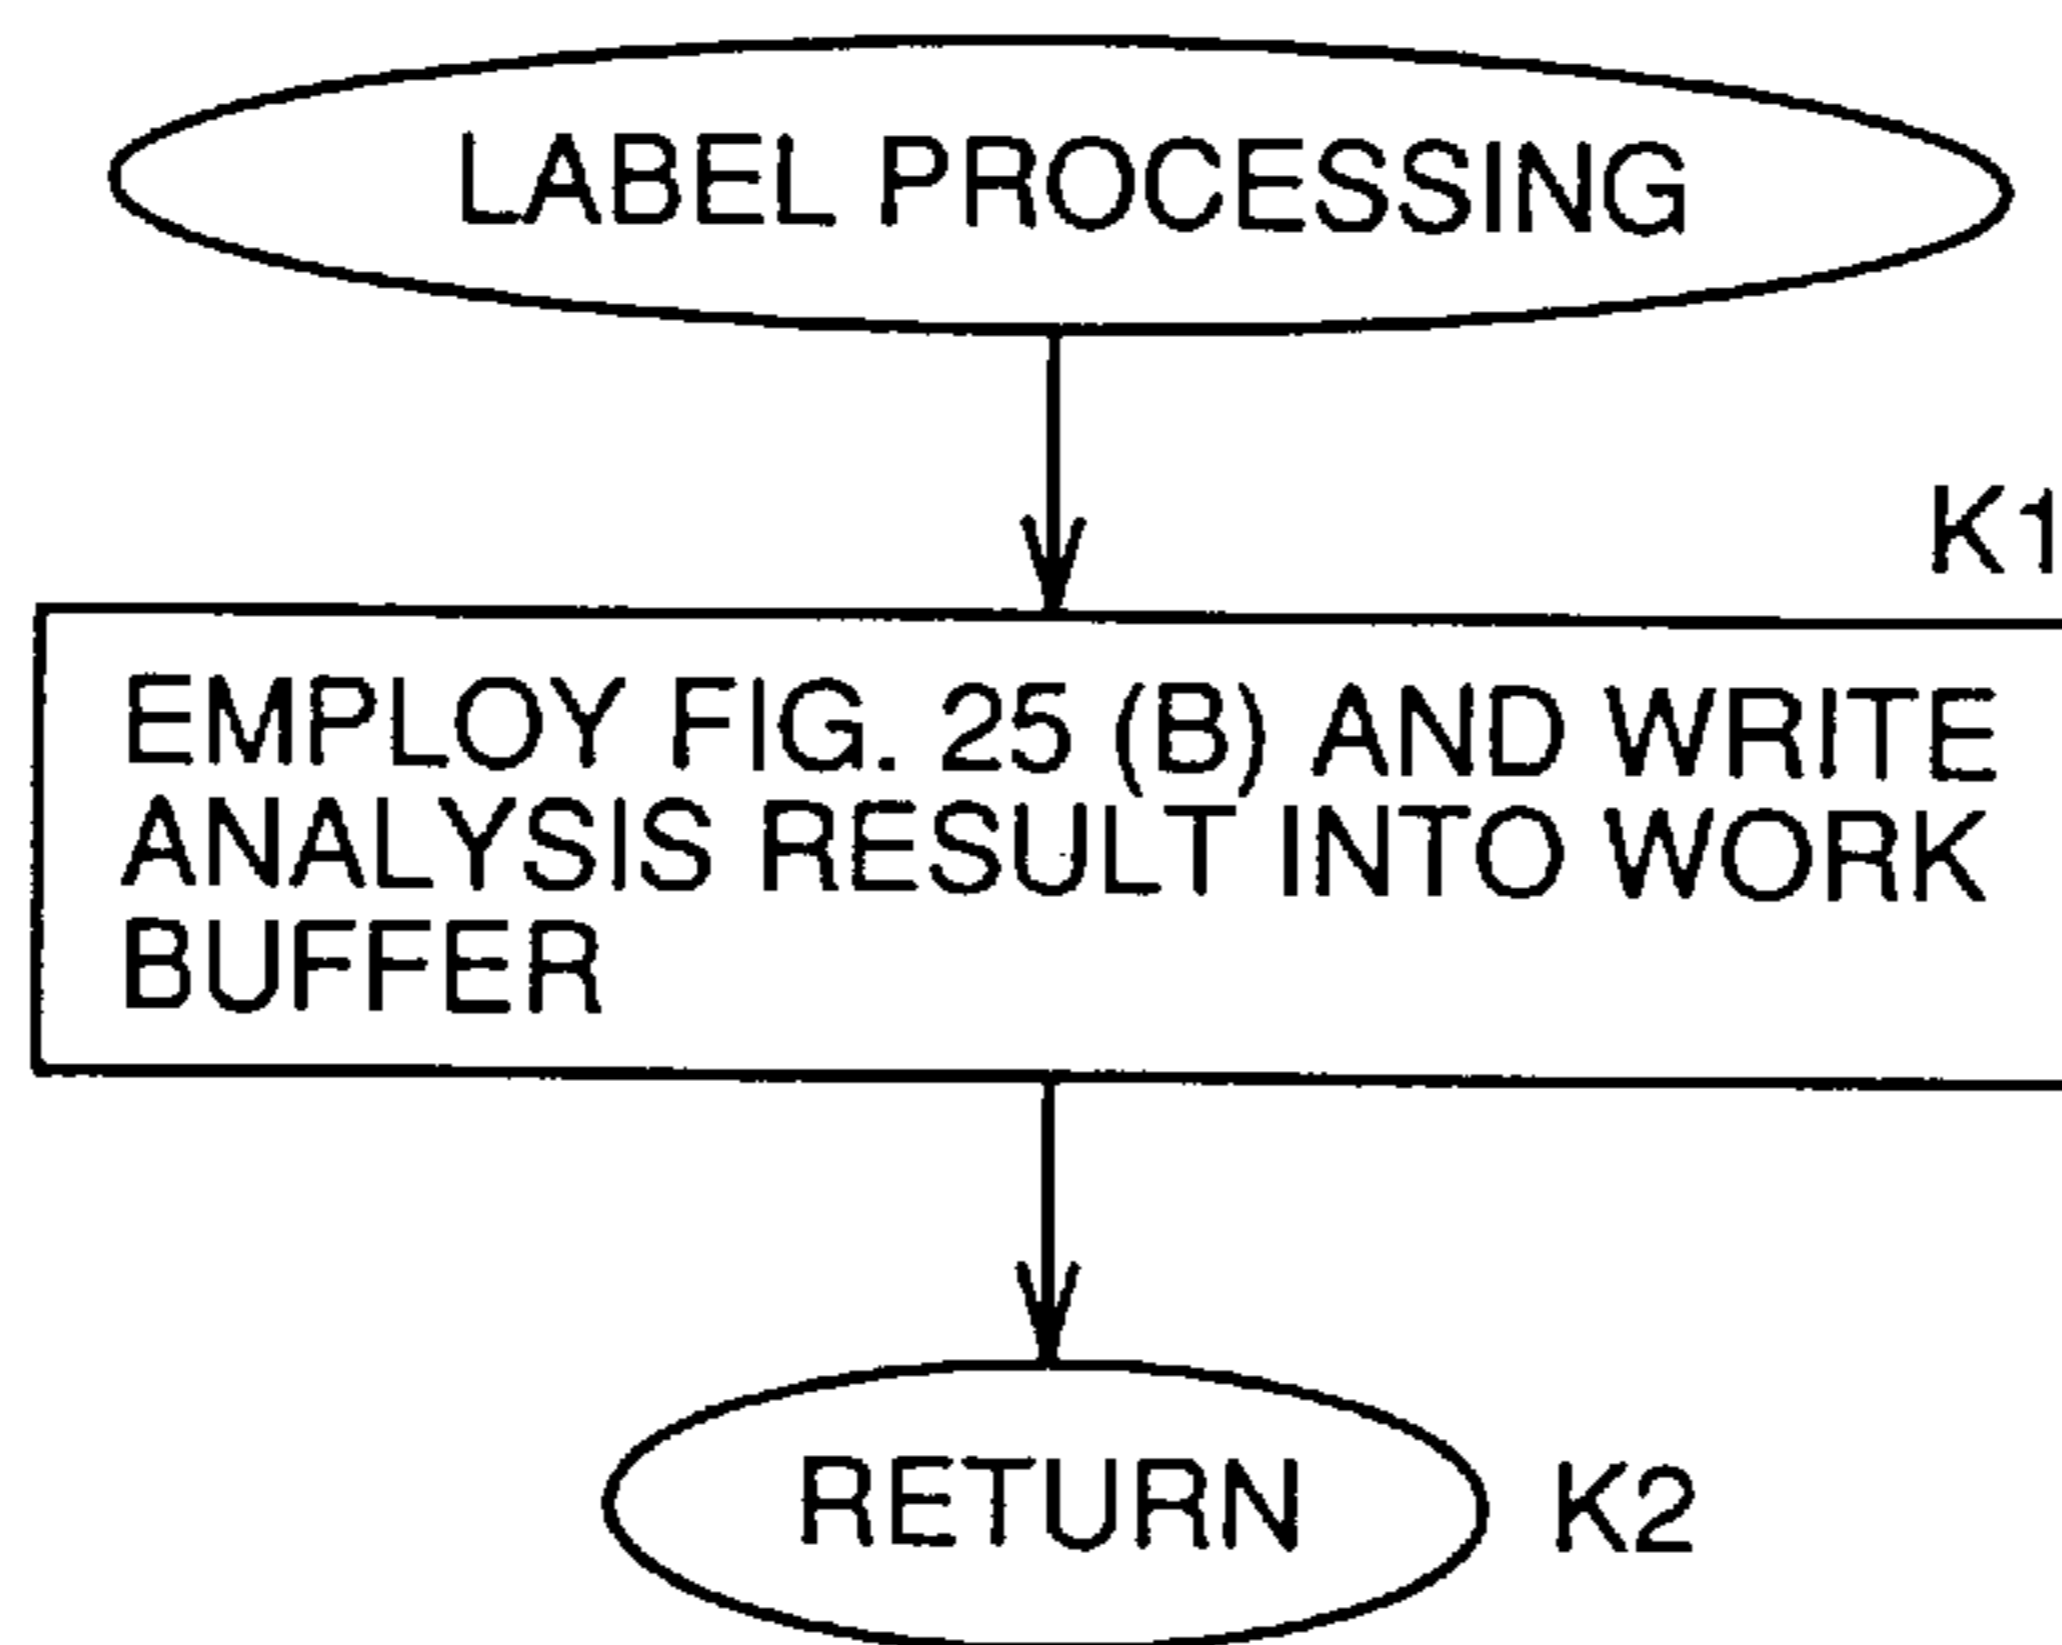 LABEL PROCESSING
K1
EMPLOY FIG. 25 (B) AND WRITE
ANALYSIS RESULT INTO WORK
BUFFER
RETURN K2